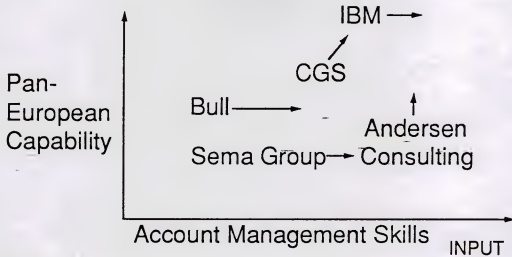 IBM
CGS
Pan-
European
Capability
Bull
Andersen
Sema Group
Consulting
Account Management Skills
INPUT